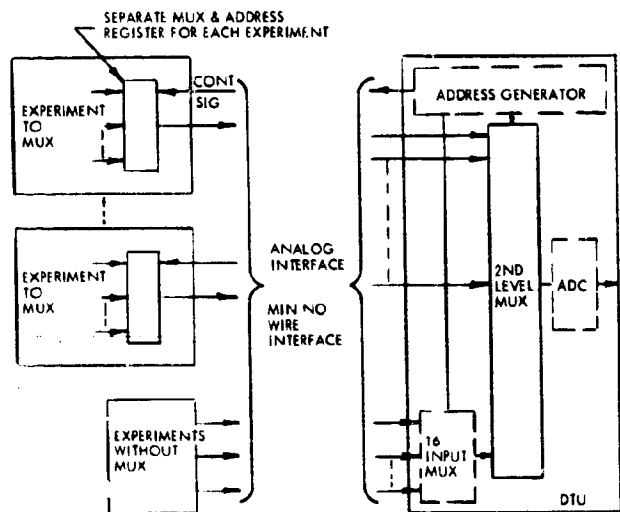 SEPARATE MUX & ADDRESS
REGISTER FOR EACH EXPERIMENT
EXPERIMENT
TO
MUX
CONT
SIG
ADDRESS GENERATOR
EXPERIMENT
TO
MUX
ANALOG
INTERFACE
MIN NO
WIRE
INTERFACE
2ND
LEVEL
MUX
ADC
EXPERIMENTS
WITHOUT
MUX
16
INPUT
MUX
DTU